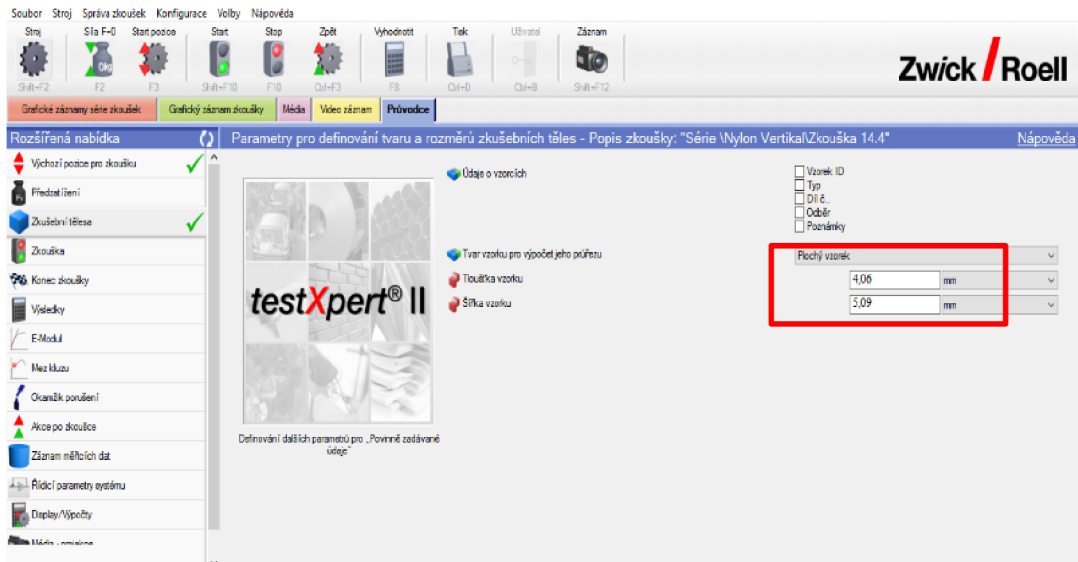 Soubor Stroj Správa zkoušek Konfigurace Volby Nápověda
Stroj Síla F=0 Start pozice Start Stop Zpět Vyhodnotit Tisk Uživatel Záznam
0kg
Shift+F2 F2 F3 Shift+F10 F10 Ctrl+F3 F8 Ctrl+D Ctrl+B Shift+F12
Zwick / Roell
Grafické záznamy série zkoušek Grafický záznam zkoušky Média Video záznam Průvodce
Rozšířená nabídka Parametry pro definování tvaru a rozměrů zkušebních těles - Popis zkoušky: "Série \Nylon Vertikal\Zkouška 14.4" Nápověda
Výchozí pozice pro zkoušku
Předzatížení
Zkušební tělesa
Zkouška
Konec zkoušky
Výsledky
E-Modul
Mez kluzu
Okamžik porušení
Akce po zkoušce
Záznam měřicích dat
Řídicí parametry systému
Display/Výpočty
testXpert® II
Definování dalších parametrů pro „Povinně zadávané
údaje"
Údaje o vzorcích
Vzorek ID
Typ
Díl č..
Odběr
Poznámky
Tvar vzorku pro výpočet jeho průřezu Plochý vzorek
Tloušťka vzorku 4,06 mm
Šířka vzorku 5,09 mm